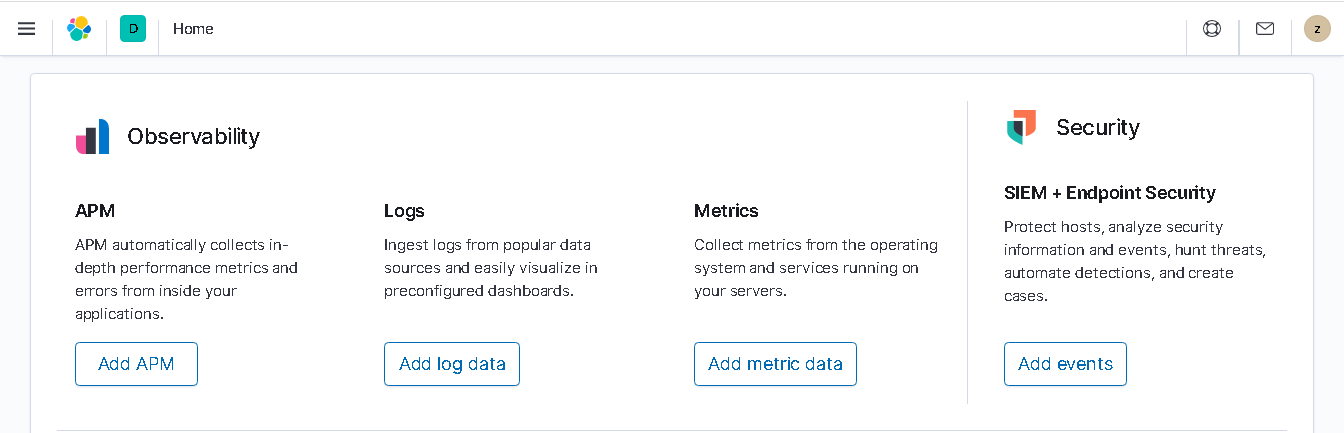 D
Home
z
Observability
APM
APM automatically collects in-
depth performance metrics and
errors from inside your
applications.
Add APM
Logs
Ingest logs from popular data
sources and easily visualize in
preconfigured dashboards.
Add log data
Metrics
Collect metrics from the operating
system and services running on
your servers.
Add metric data
Security
SIEM + Endpoint Security
Protect hosts, analyze security
information and events, hunt threats,
automate detections, and create
cases.
Add events